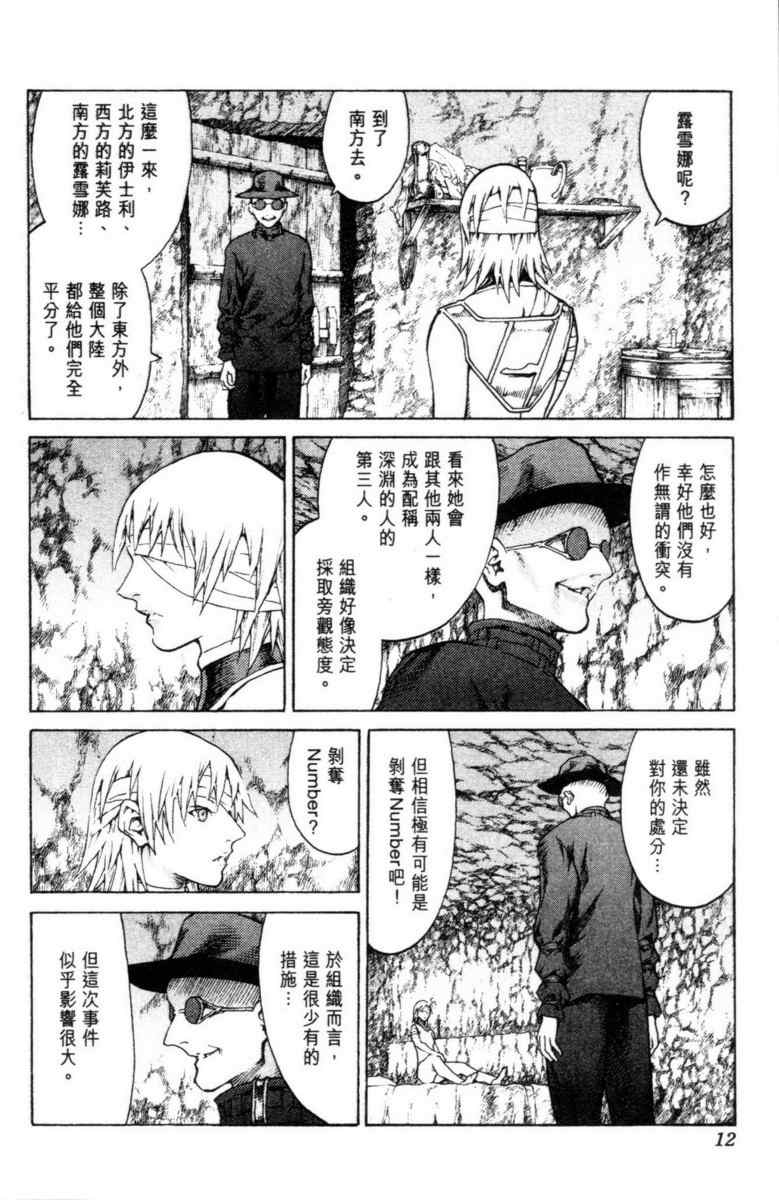 露雪娜呢？
到了
南方去。
這麼一來，
北方的伊士利、
西方的莉芙路、
南方的露雪娜…
除了東方外，
整個大陸
都給他們完全
平分了。
怎麼也好，
幸好他們沒有
作無謂的衝突。
看來她會
跟其他兩人一樣，
成為配稱
深淵的人的
第三人。
組織好像決定
採取旁觀態度。
雖然
還未決定
對你的處分…
但相信極有可能是
剝奪Number吧！
剝奪
Number？
於組織而言，
這是很少有的
措施…
但這次事件
似乎影響很大。
12